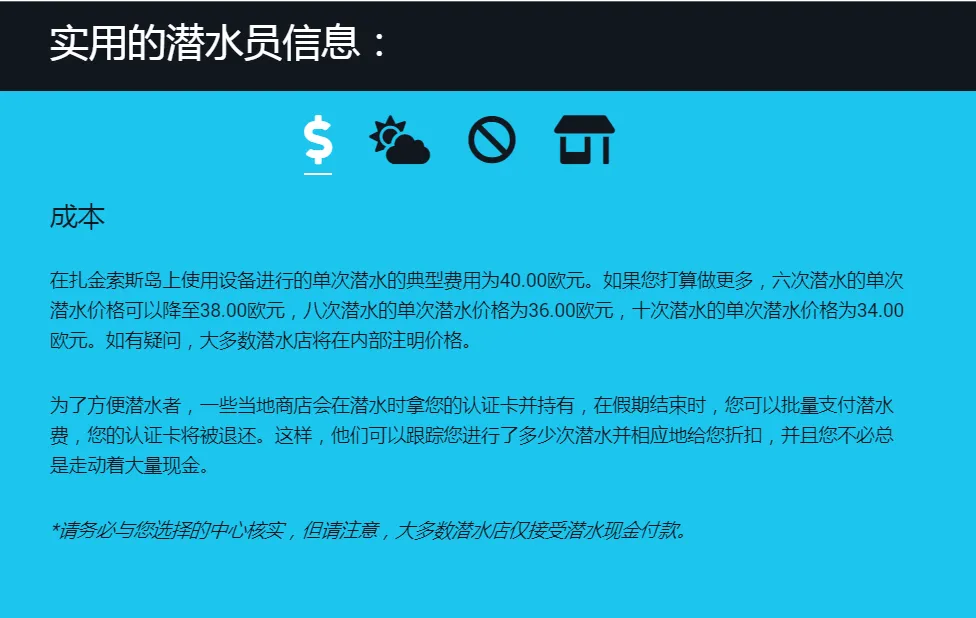 实用的潜水员信息：
成本
在扎金索斯岛上使用设备进行的单次潜水的典型费用为40.00欧元。如果您打算做更多，六次潜水的单次
潜水价格可以降至38.00欧元，八次潜水的单次潜水价格为36.00欧元，十次潜水的单次潜水价格为34.00
欧元。如有疑问，大多数潜水店将在内部注明价格。
为了方便潜水者，一些当地商店会在潜水时拿您的认证卡并持有，在假期结束时，您可以批量支付潜水
费，您的认证卡将被退还。这样，他们可以跟踪您进行了多少次潜水并相应地给您折扣，并且您不必总
是走动着大量现金。
*请务必与您选择的中心核实，但请注意，大多数潜水店仅接受潜水现金付款。